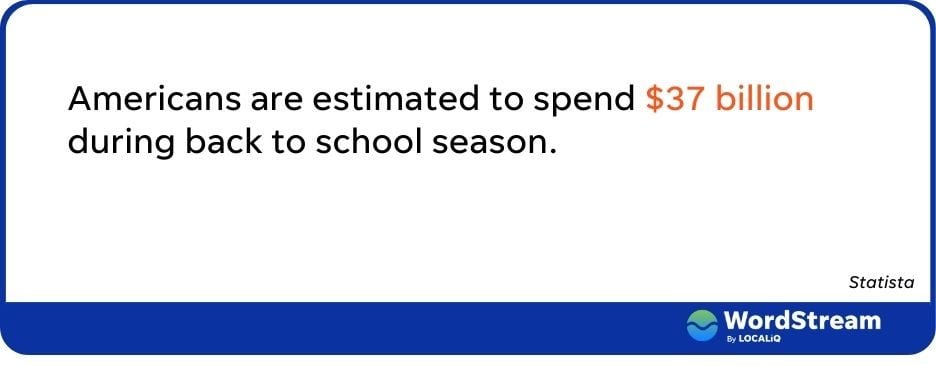 Americans are estimated to spend $37 billion
during back to school season.
Statista
WordStream
By LOCALiQ